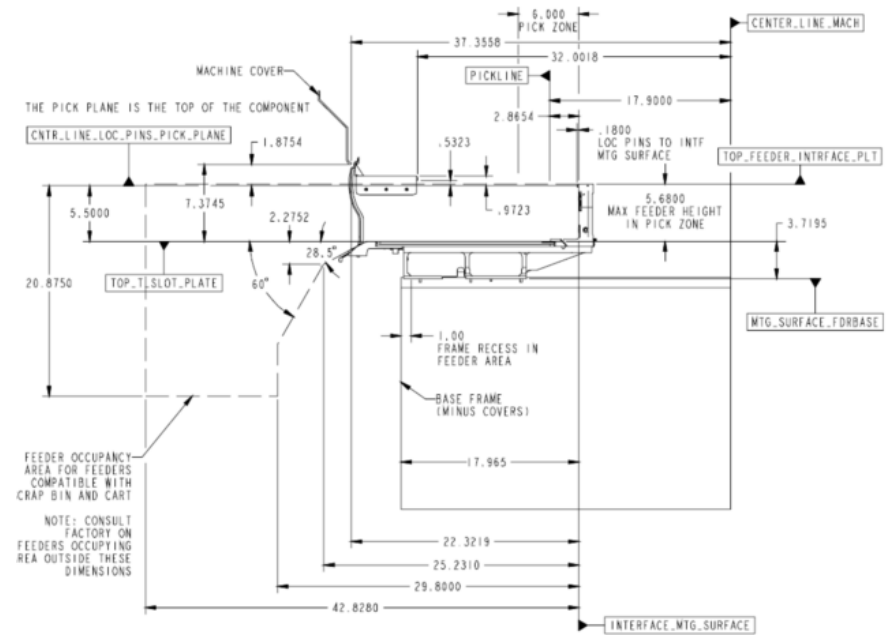 6.000
PICK ZONE
CENTER_LINE_MACH
37.3558
32.0018
MACHINE COVER
PICKLINE
17.9000
THE PICK PLANE IS THE TOP OF THE COMPONENT
2.8654
CNTR_LINE_LOC_PINS_PICK_PLANE
1.8754
.5323
.1800
LOC PINS TO INTF
MTG SURFACE
TOP_FEEDER_INTRFACE_PLT
7.3745
5.5000
.9723
5.6800
MAX FEEDER HEIGHT
IN PICK ZONE
2.2752
3.7195
28.5°
20.8750
TOP_T_SLOT_PLATE
60°
MTG_SURFACE_FDRBASE
1.00
FRAME RECESS IN
FEEDER AREA
BASE FRAME
(MINUS COVERS)
FEEDER OCCUPANCY
AREA FOR FEEDERS
COMPATIBLE WITH
CRAP BIN AND CART
17.965
NOTE: CONSULT
FACTORY ON
FEEDERS OCCUPYING
REA OUTSIDE THESE
DIMENSIONS
22.3219
25.2310
29.8000
42.8280
INTERFACE_MTG_SURFACE